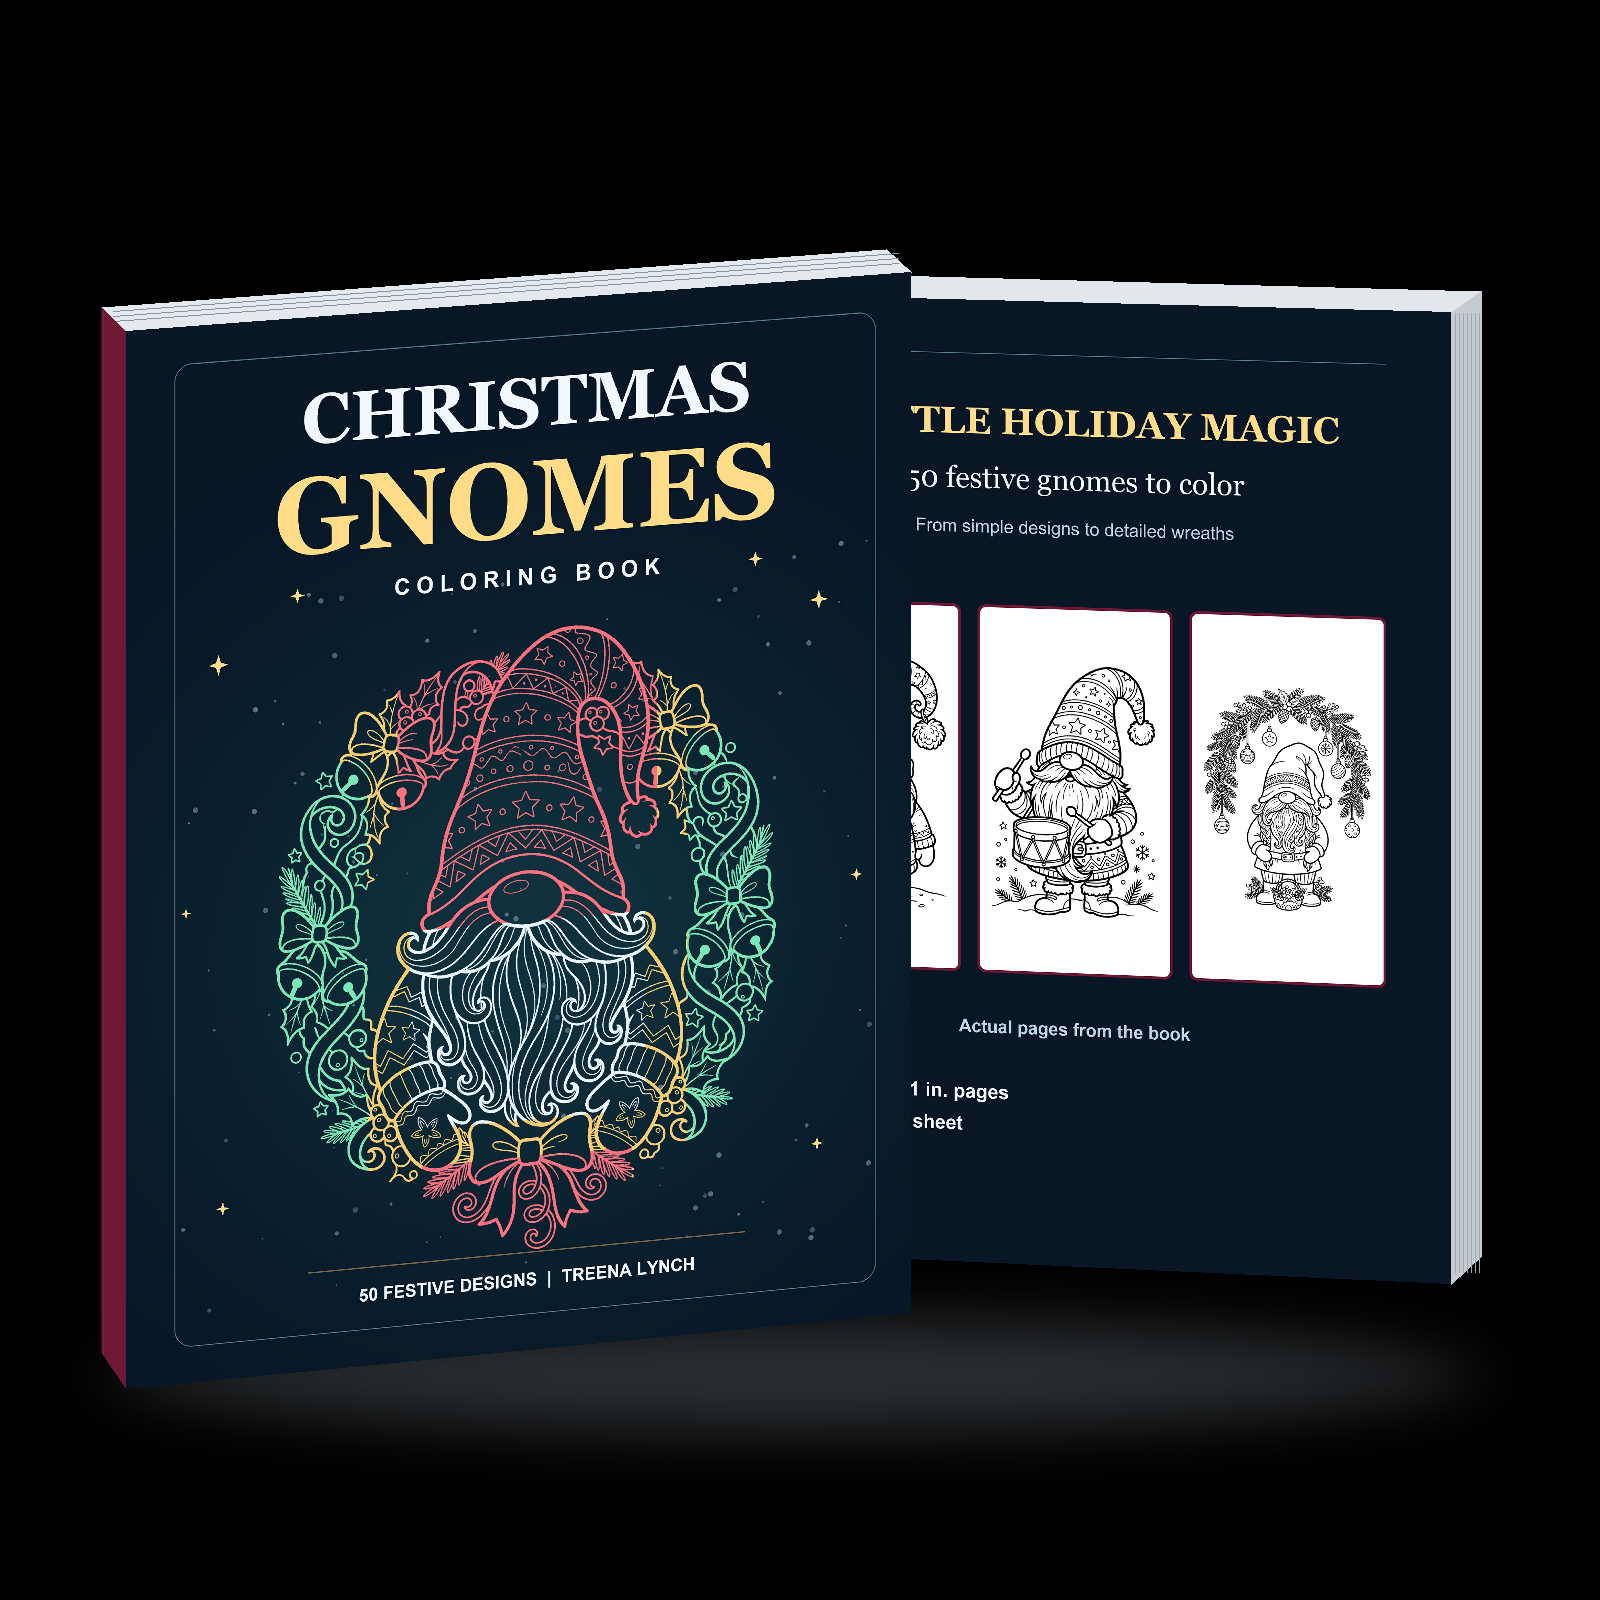 CHRISTMAS
GNOMES
COLORING BOOK
50 FESTIVE DESIGNS | TREENA LYNCH
TLE HOLIDAY MAGIC
50 festive gnomes to color
From simple designs to detailed wreaths
Actual pages from the book
1 in. pages
sheet